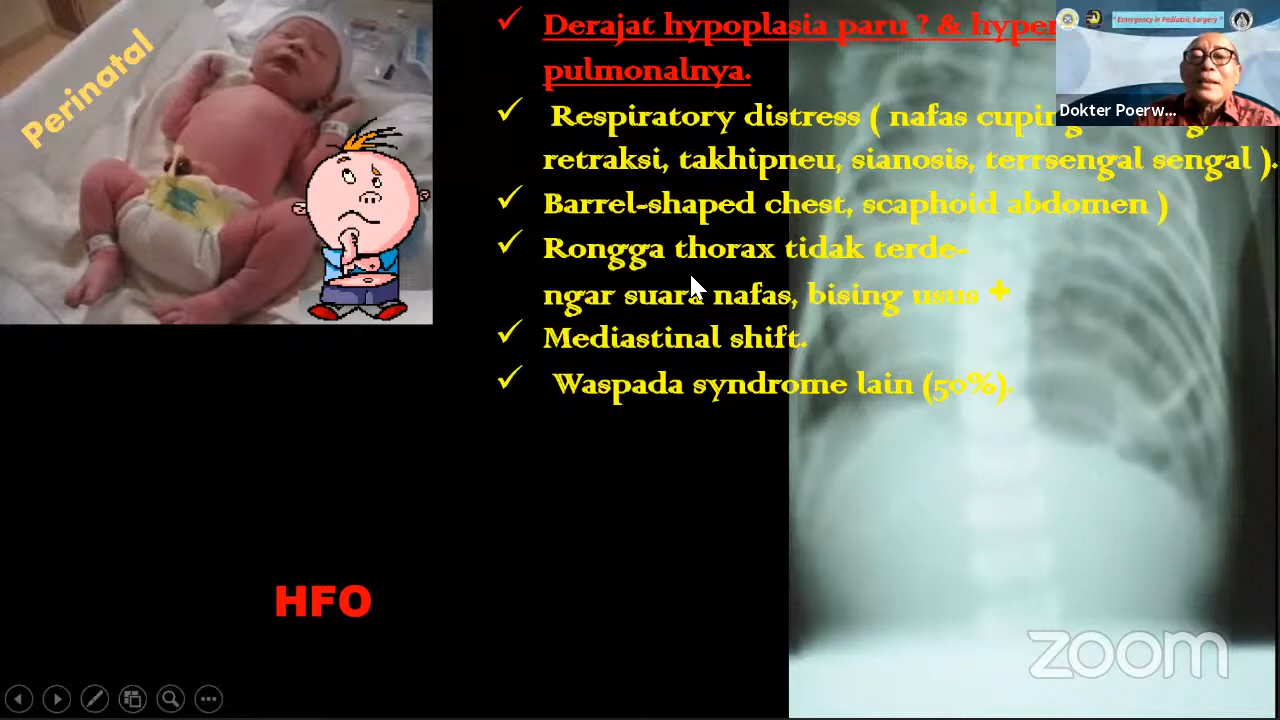 Perinatal
Derajat hypoplasia paru ? & hyper
pulmonalnya.
Respiratory distress ( nafas cuping
retraksi, takhipneu, sianosis, terrsengal sengal ).
Barrel-shaped chest, scaphoid abdomen )
Rongga thorax tidak terde-
ngar suara nafas, bising usus +
Mediastinal shift.
Waspada syndrome lain (50%).
HFO
"Emergency in Pediatric Surgery"
Dokter Poerw...
zoom